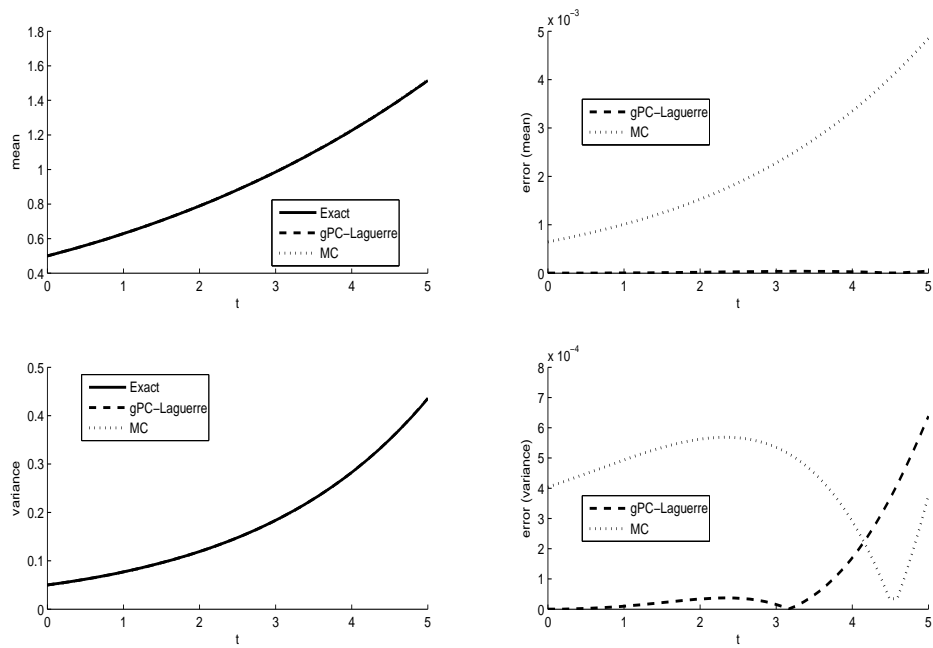 1.8
1.6
1.4
1.2
1
0.8
0.6
0.4
mean
0 1 2 3 4 5
t
Exact
gPC−Laguerre
MC
x 10⁻³
5
4
3
2
1
0
error (mean)
0 1 2 3 4 5
t
gPC−Laguerre
MC
0.5
0.4
0.3
0.2
0.1
0
variance
0 1 2 3 4 5
t
Exact
gPC−Laguerre
MC
x 10⁻⁴
8
7
6
5
4
3
2
1
0
error (variance)
0 1 2 3 4 5
t
gPC−Laguerre
MC